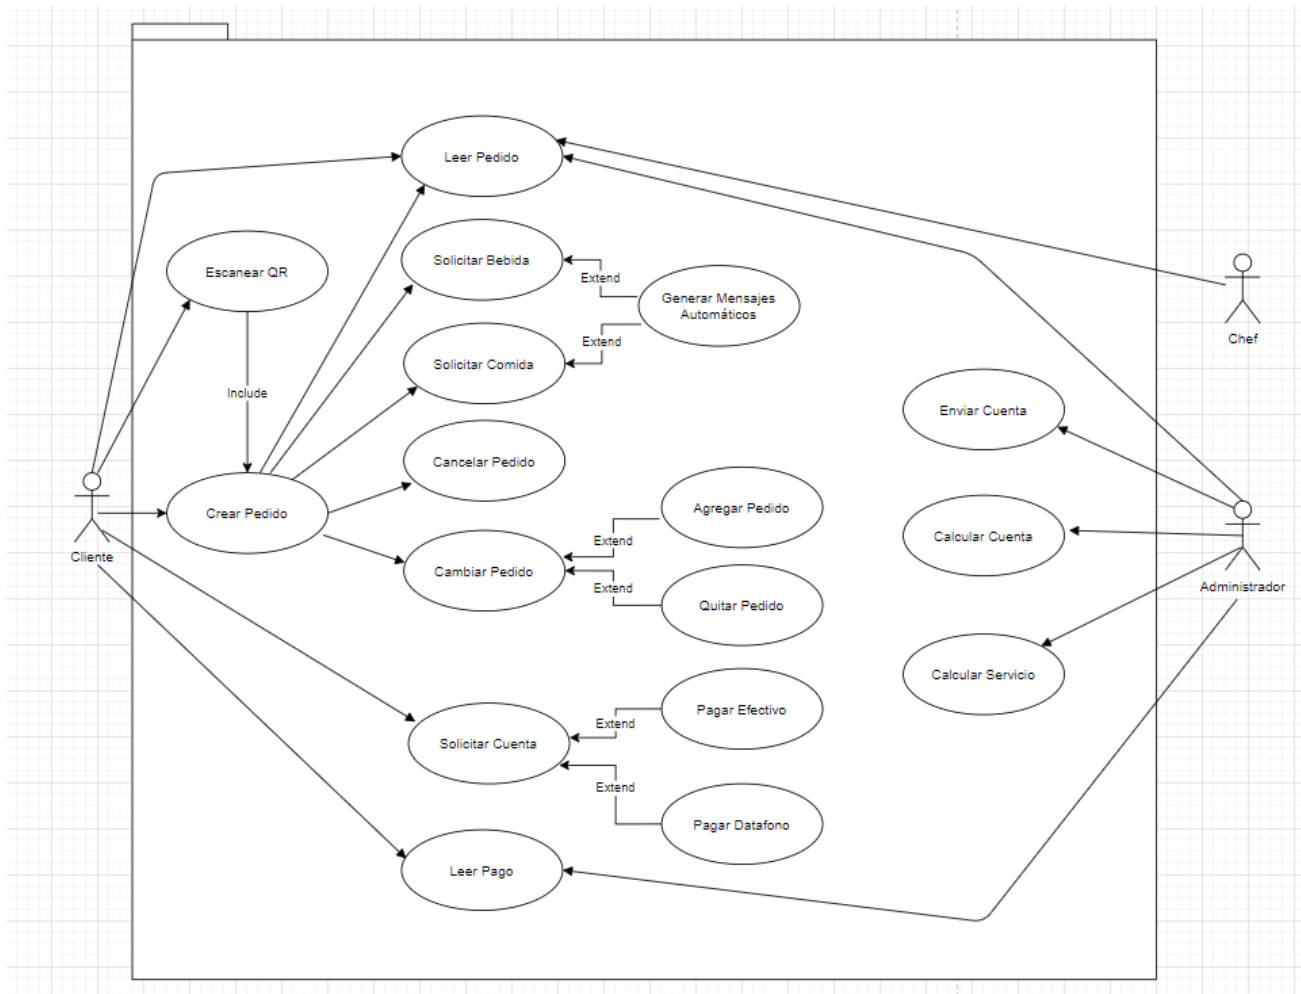 Leer Pedido
Escanear QR
Solicitar Bebida
Extend
Generar Mensajes
Automáticos
Extend
Chef
Solicitar Comida
Include
Enviar Cuenta
Cancelar Pedido
Crear Pedido
Agregar Pedido
Cliente
Extend
Calcular Cuenta
Cambiar Pedido
Extend
Administrador
Quitar Pedido
Calcular Servicio
Pagar Efectivo
Extend
Solicitar Cuenta
Extend
Pagar Datafono
Leer Pago